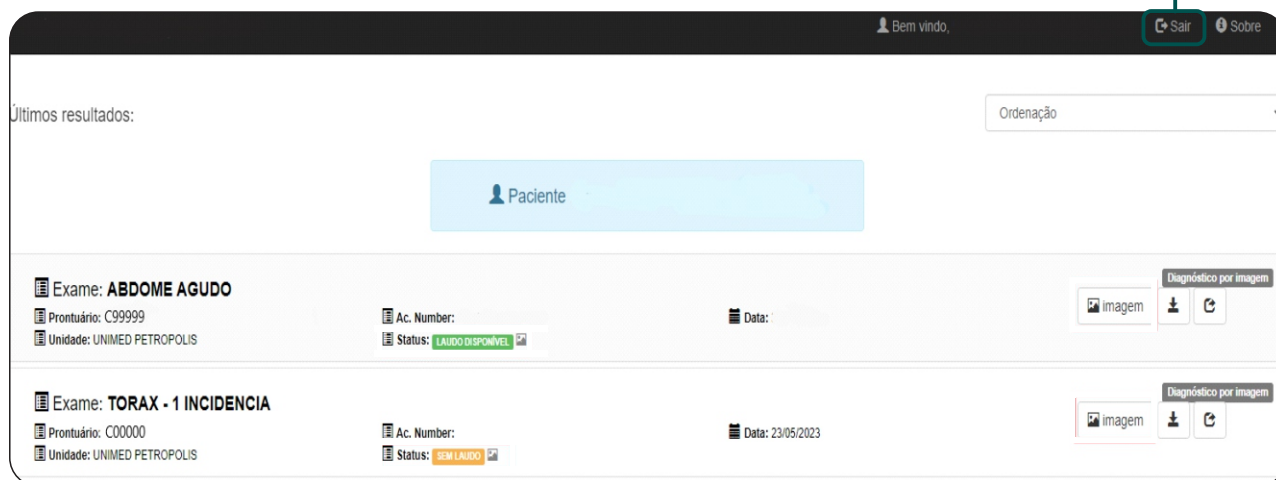 Bem vindo, Sair Sobre
Últimos resultados: Ordenação
Paciente
Diagnóstico por imagem
Exame: ABDOME AGUDO
imagem
Prontuário: C99999 Ac. Number: Data:
Unidade: UNIMED PETROPOLIS Status: LAUDO DISPONÍVEL
Diagnóstico por imagem
Exame: TORAX - 1 INCIDENCIA
imagem
Prontuário: C00000 Ac. Number: Data: 23/05/2023
Unidade: UNIMED PETROPOLIS Status: SEM LAUDO